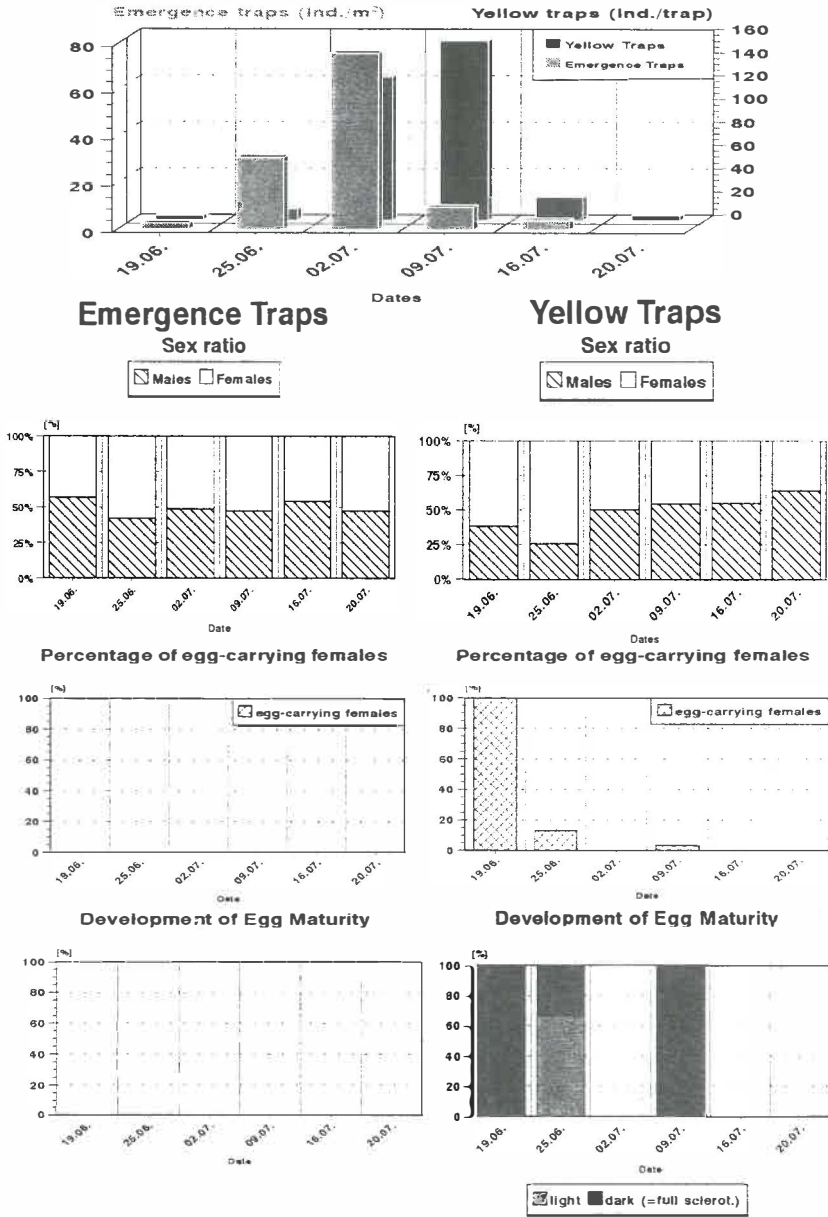 Emergence traps (ind./m²) Yellow traps (ind./trap)
80
60
40
20
0
160
140
120
100
80
60
40
20
0
Yellow Traps
Emergence Traps
19.06. 25.06. 02.07. 09.07. 16.07. 20.07.
Dates
Emergence Traps
Sex ratio
Males Females
[%]
100%
75%
50%
25%
0%
19.06. 25.06. 02.07. 09.07. 16.07. 20.07.
Date
Percentage of egg-carrying females
[%]
100
80
60
40
20
0
egg-carrying females
19.06. 25.06. 02.07. 09.07. 16.07. 20.07.
Date
Development of Egg Maturity
[%]
100
80
60
40
20
0
19.06. 25.06. 02.07. 09.07. 16.07. 20.07.
Date
Yellow Traps
Sex ratio
Males Females
[%]
100%
75%
50%
25%
0%
19.06. 25.06. 02.07. 09.07. 16.07. 20.07.
Dates
Percentage of egg-carrying females
[%]
100
80
60
40
20
0
egg-carrying females
19.06. 25.06. 02.07. 09.07. 16.07. 20.07.
Date
Development of Egg Maturity
[%]
100
80
60
40
20
0
19.06. 25.06. 02.07. 09.07. 16.07. 20.07.
Date
light dark (=full sclerot.)